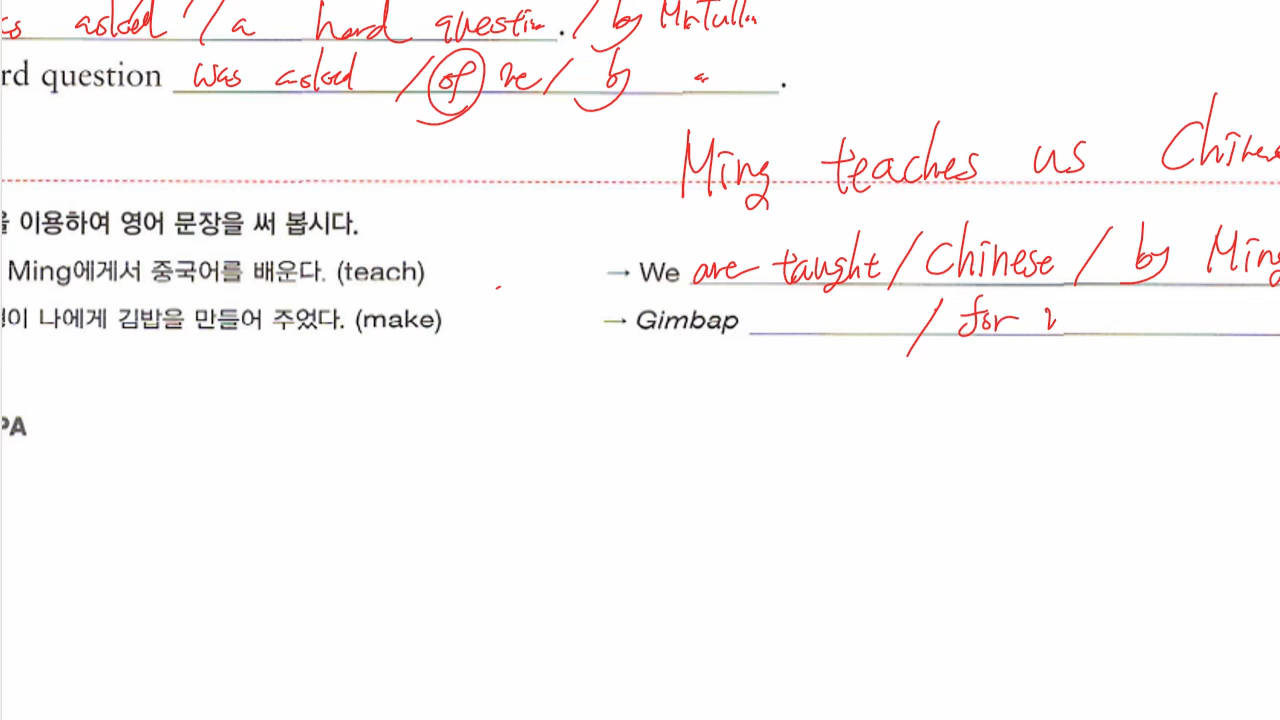 asked / a hard question . / by Mr Tullan
rd question was asked / of me / by " .
Ming teaches us Chinese
을 이용하여 영어 문장을 써 봅시다.
Ming에게서 중국어를 배운다. (teach) → We are taught / Chinese / by Ming
이 나에게 김밥을 만들어 주었다. (make) → Gimbap / for
PA